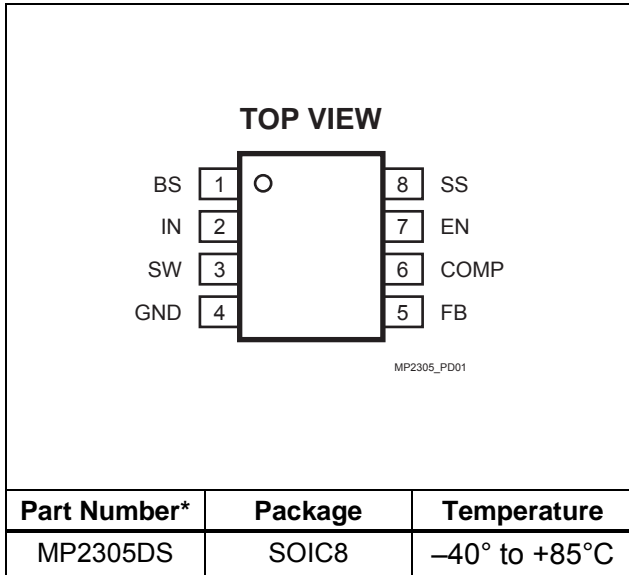 TOP VIEW
BS 1 8 SS
IN 2 7 EN
SW 3 6 COMP
GND 4 5 FB
MP2305_PD01
Part Number* Package Temperature
MP2305DS SOIC8 –40° to +85°C